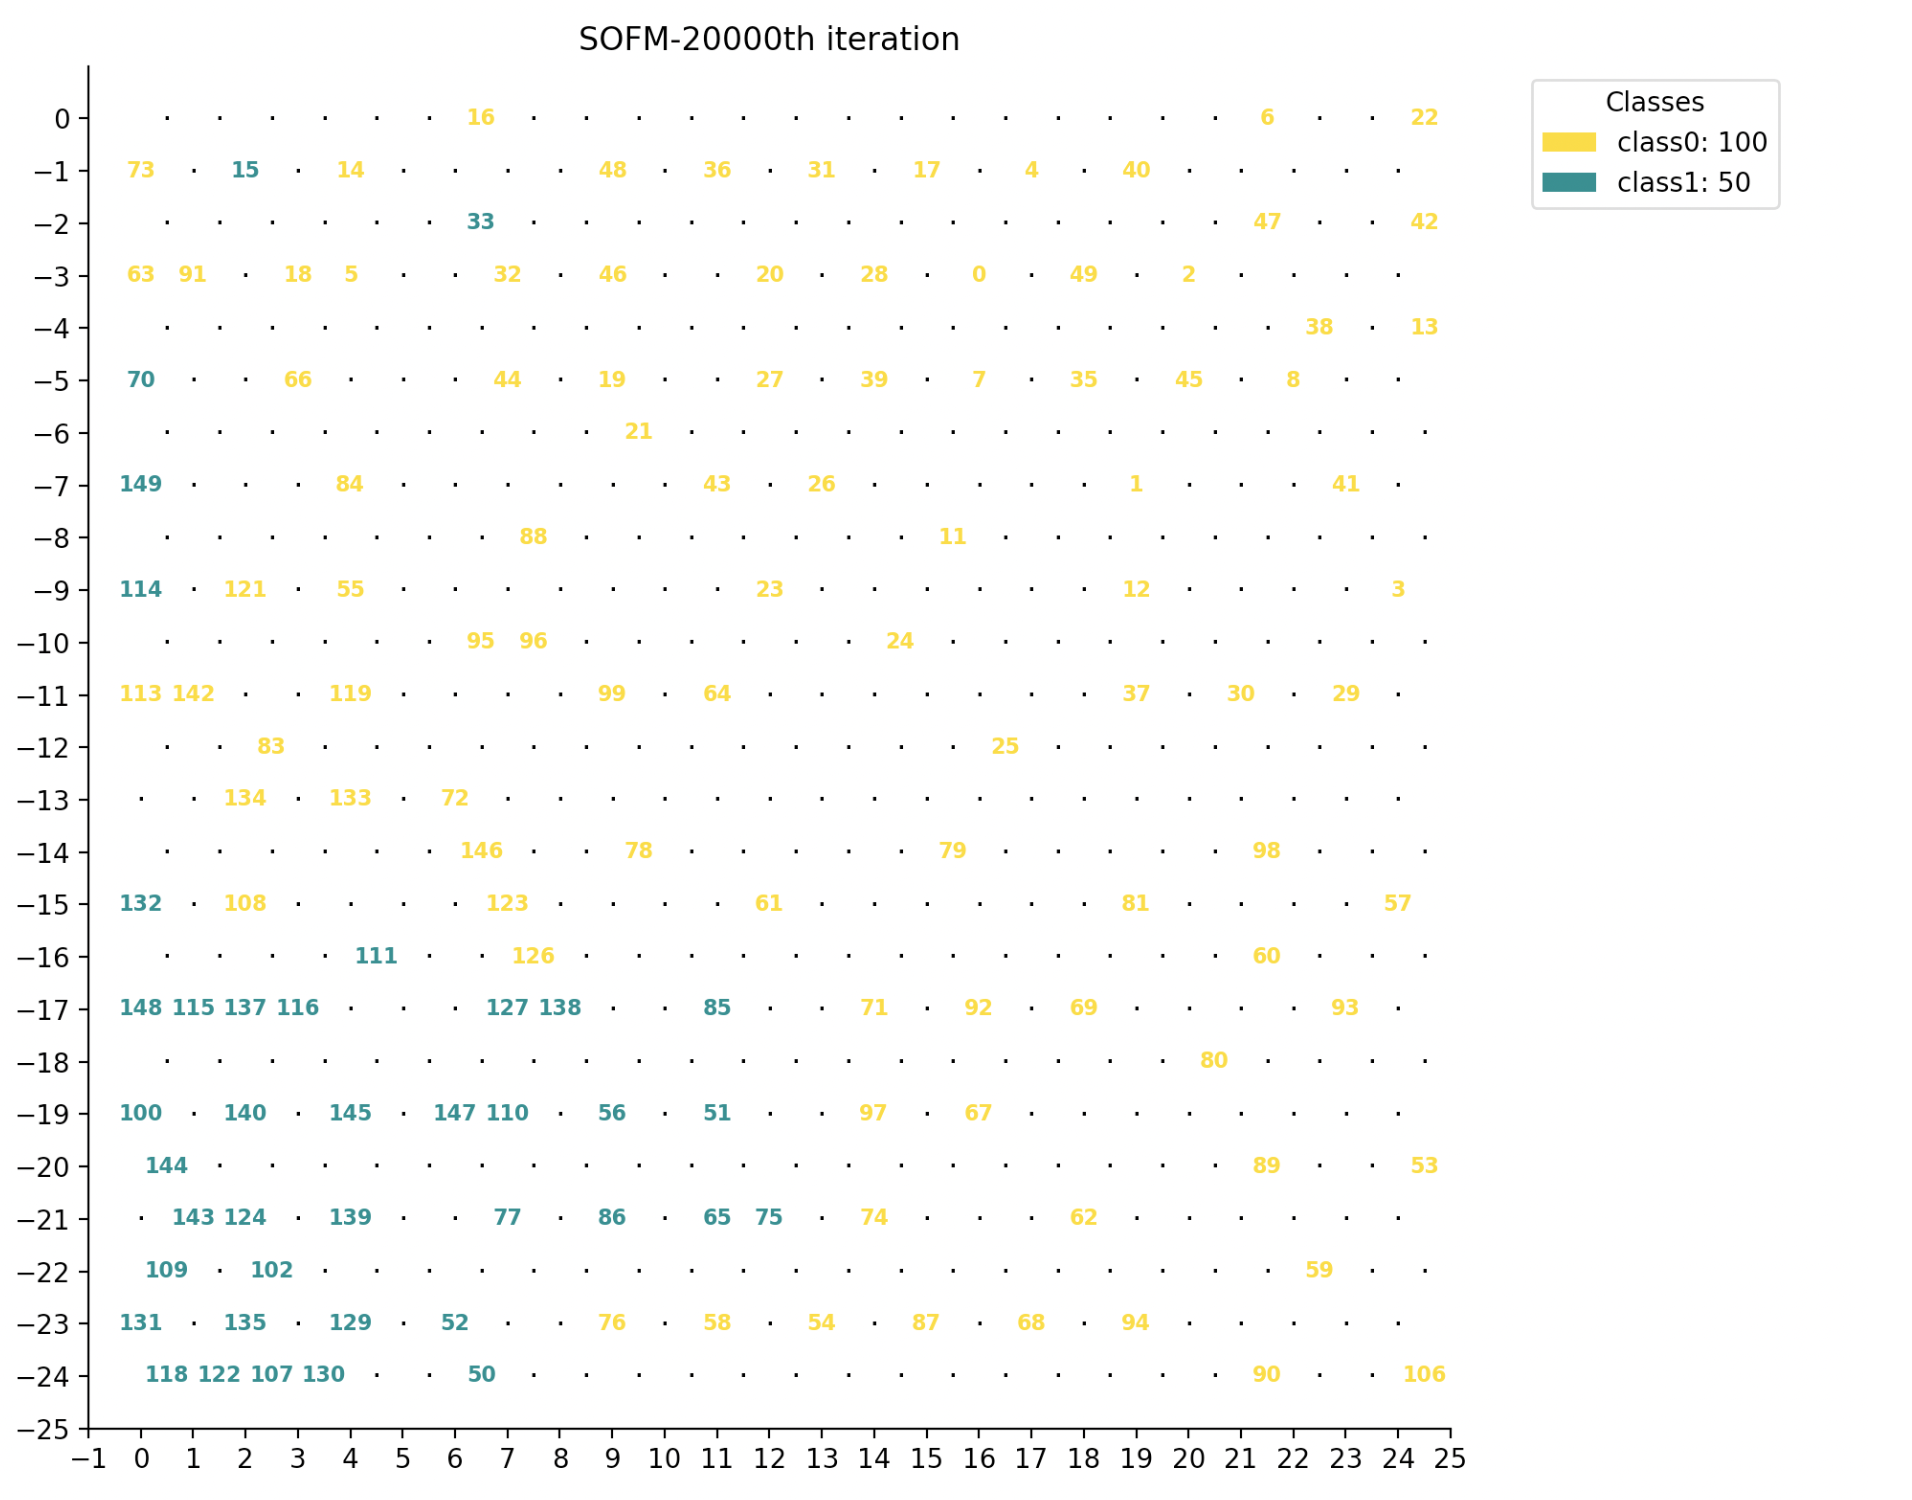 SOFM-20000th iteration
Classes
class0: 100
class1: 50
0 16 6 22
−1 73 15 14 48 36 31 17 4 40
−2 33 47 42
−3 63 91 18 5 32 46 20 28 0 49 2
−4 38 13
−5 70 66 44 19 27 39 7 35 45 8
−6 21
−7 149 84 43 26 1 41
−8 88 11
−9 114 121 55 23 12 3
−10 95 96 24
−11 113 142 119 99 64 37 30 29
−12 83 25
−13 134 133 72
−14 146 78 79 98
−15 132 108 123 61 81 57
−16 111 126 60
−17 148 115 137 116 127 138 85 71 92 69 93
−18 80
−19 100 140 145 147 110 56 51 97 67
−20 144 89 53
−21 143 124 139 77 86 65 75 74 62
−22 109 102 59
−23 131 135 129 52 76 58 54 87 68 94
−24 118 122 107 130 50 90 106
−25
−1 0 1 2 3 4 5 6 7 8 9 10 11 12 13 14 15 16 17 18 19 20 21 22 23 24 25